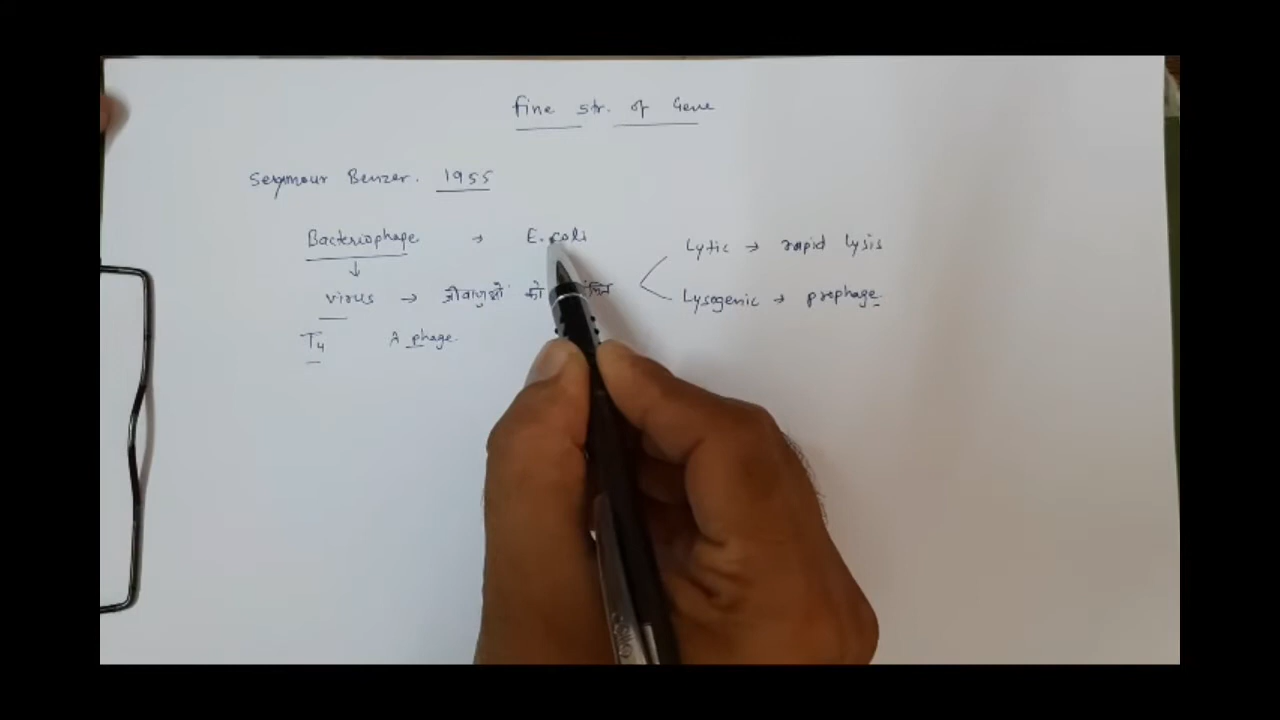 fine str. of Gene
Seymour Benzer. 1955
Bacteriophage → E. coli
Lytic → rapid lysis
↓
virus → जीवाणुओं को
Lysogenic → prophage
T4 λ phage.